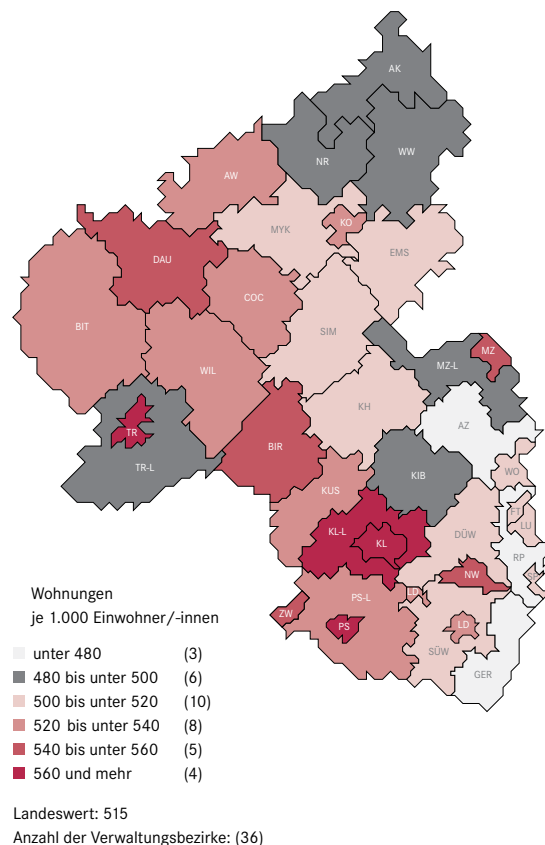 AK
NR
WW
AW
KO
MYK
EMS
DAU
COC
BIT
SIM
WIL
MZ-L
MZ
KH
AZ
TR
TR-L
BIR
KIB
WO
KUS
FT
LU
KL-L
KL
DÜW
RP
NW
SP
PS-L
LD
ZW
PS
LD
SÜW
GER
Wohnungen
je 1.000 Einwohner/-innen
unter 480 (3)
480 bis unter 500 (6)
500 bis unter 520 (10)
520 bis unter 540 (8)
540 bis unter 560 (5)
560 und mehr (4)
Landeswert: 515
Anzahl der Verwaltungsbezirke: (36)